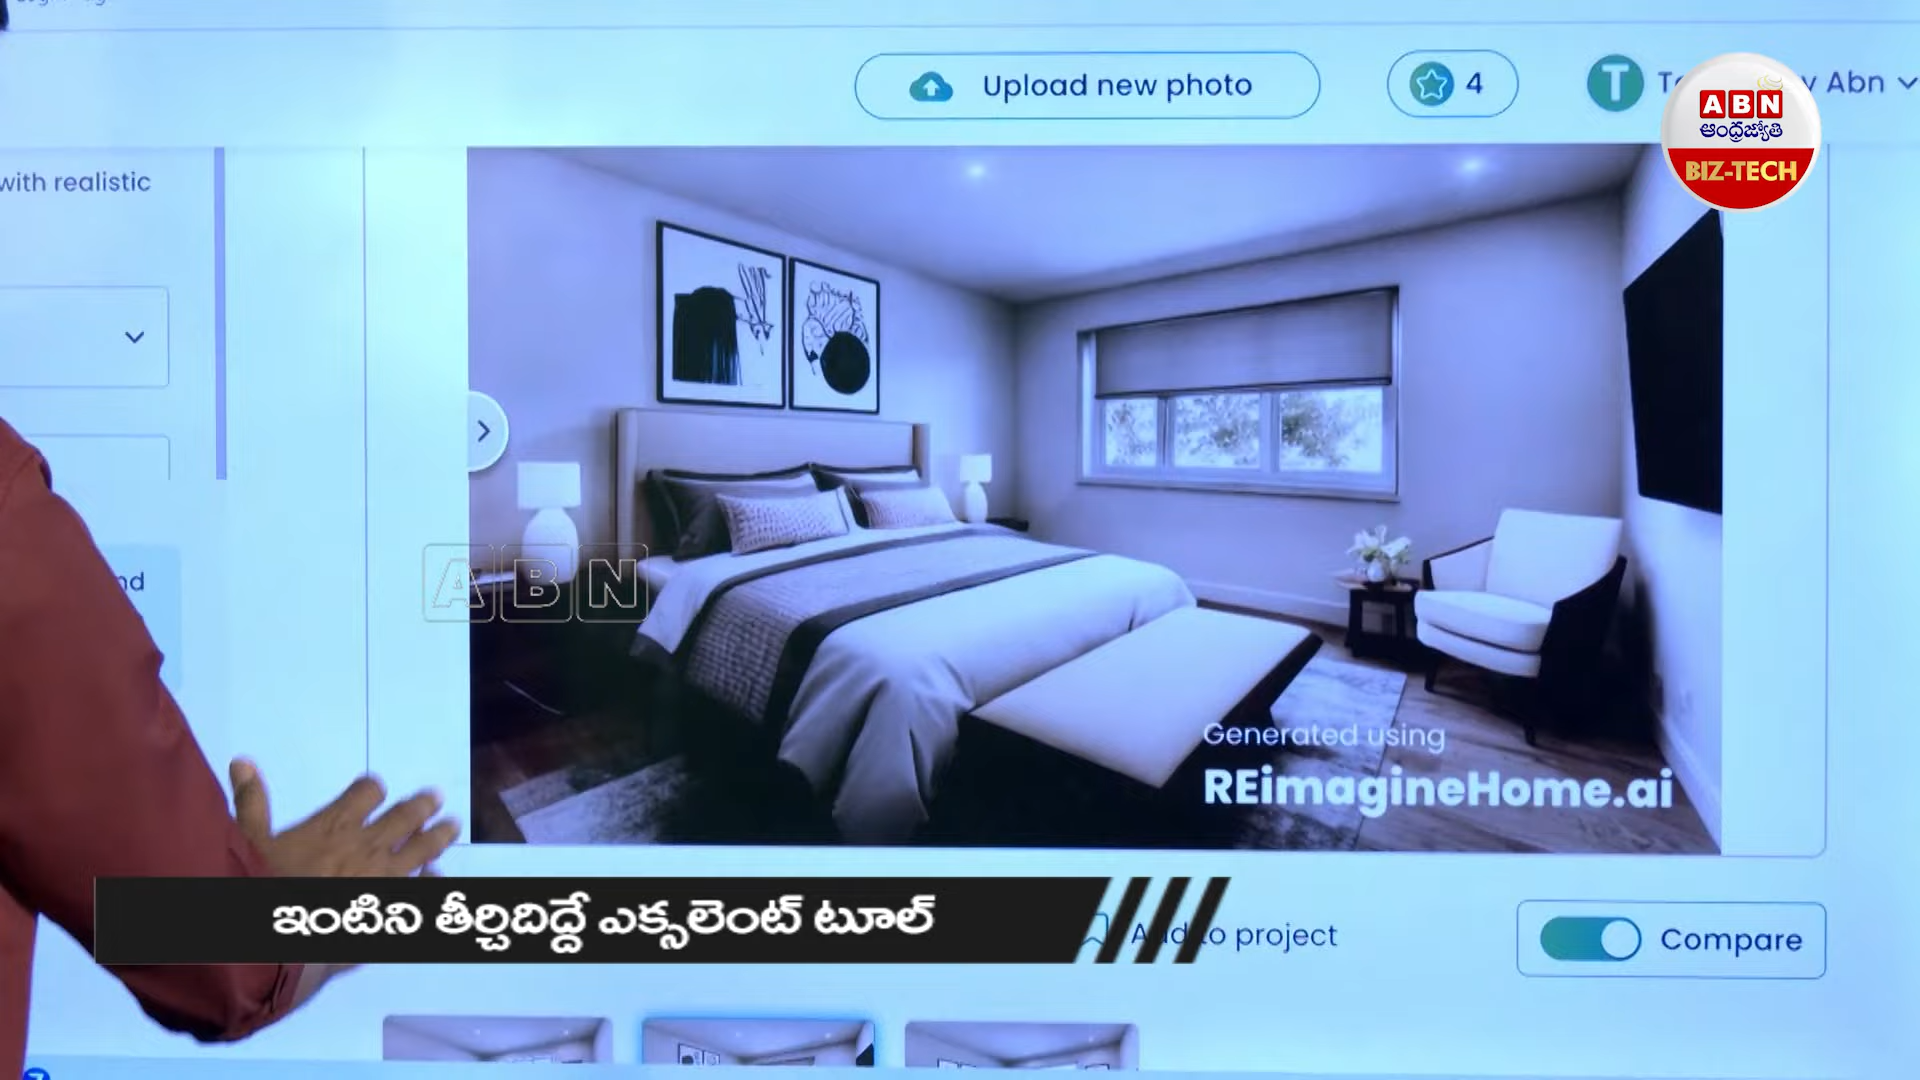 Upload new photo
4
Abn
ABN
ఆంధ్రజ్యోతి
BIZ-TECH
with realistic
ABN
Generated using
REimagineHome.ai
ఇంటిని తీర్చిదిద్దే ఎక్సలెంట్ టూల్
to project
Compare